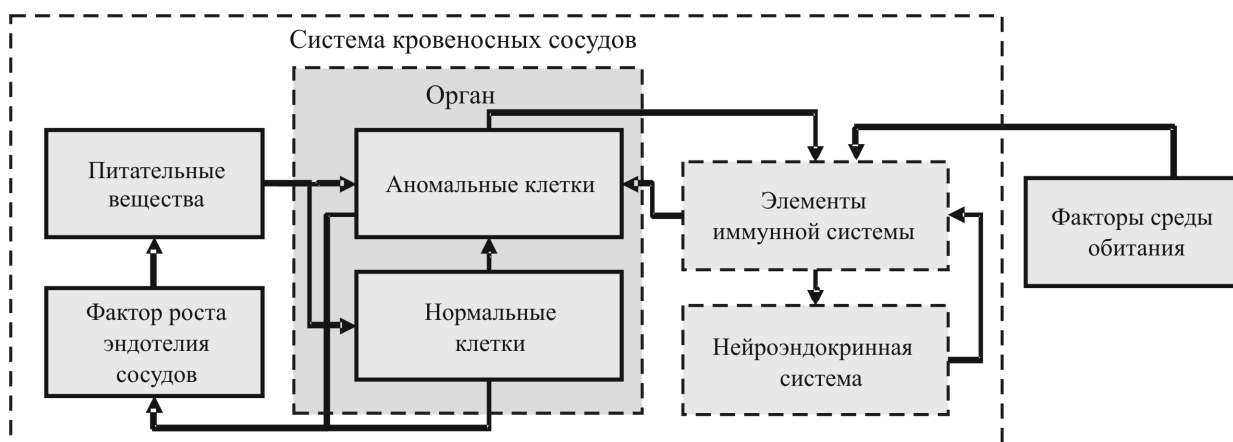 Система кровеносных сосудов
Орган
Питательные
вещества
Аномальные клетки
Элементы
иммунной системы
Факторы среды
обитания
Фактор роста
эндотелия
сосудов
Нормальные
клетки
Нейроэндокринная
система